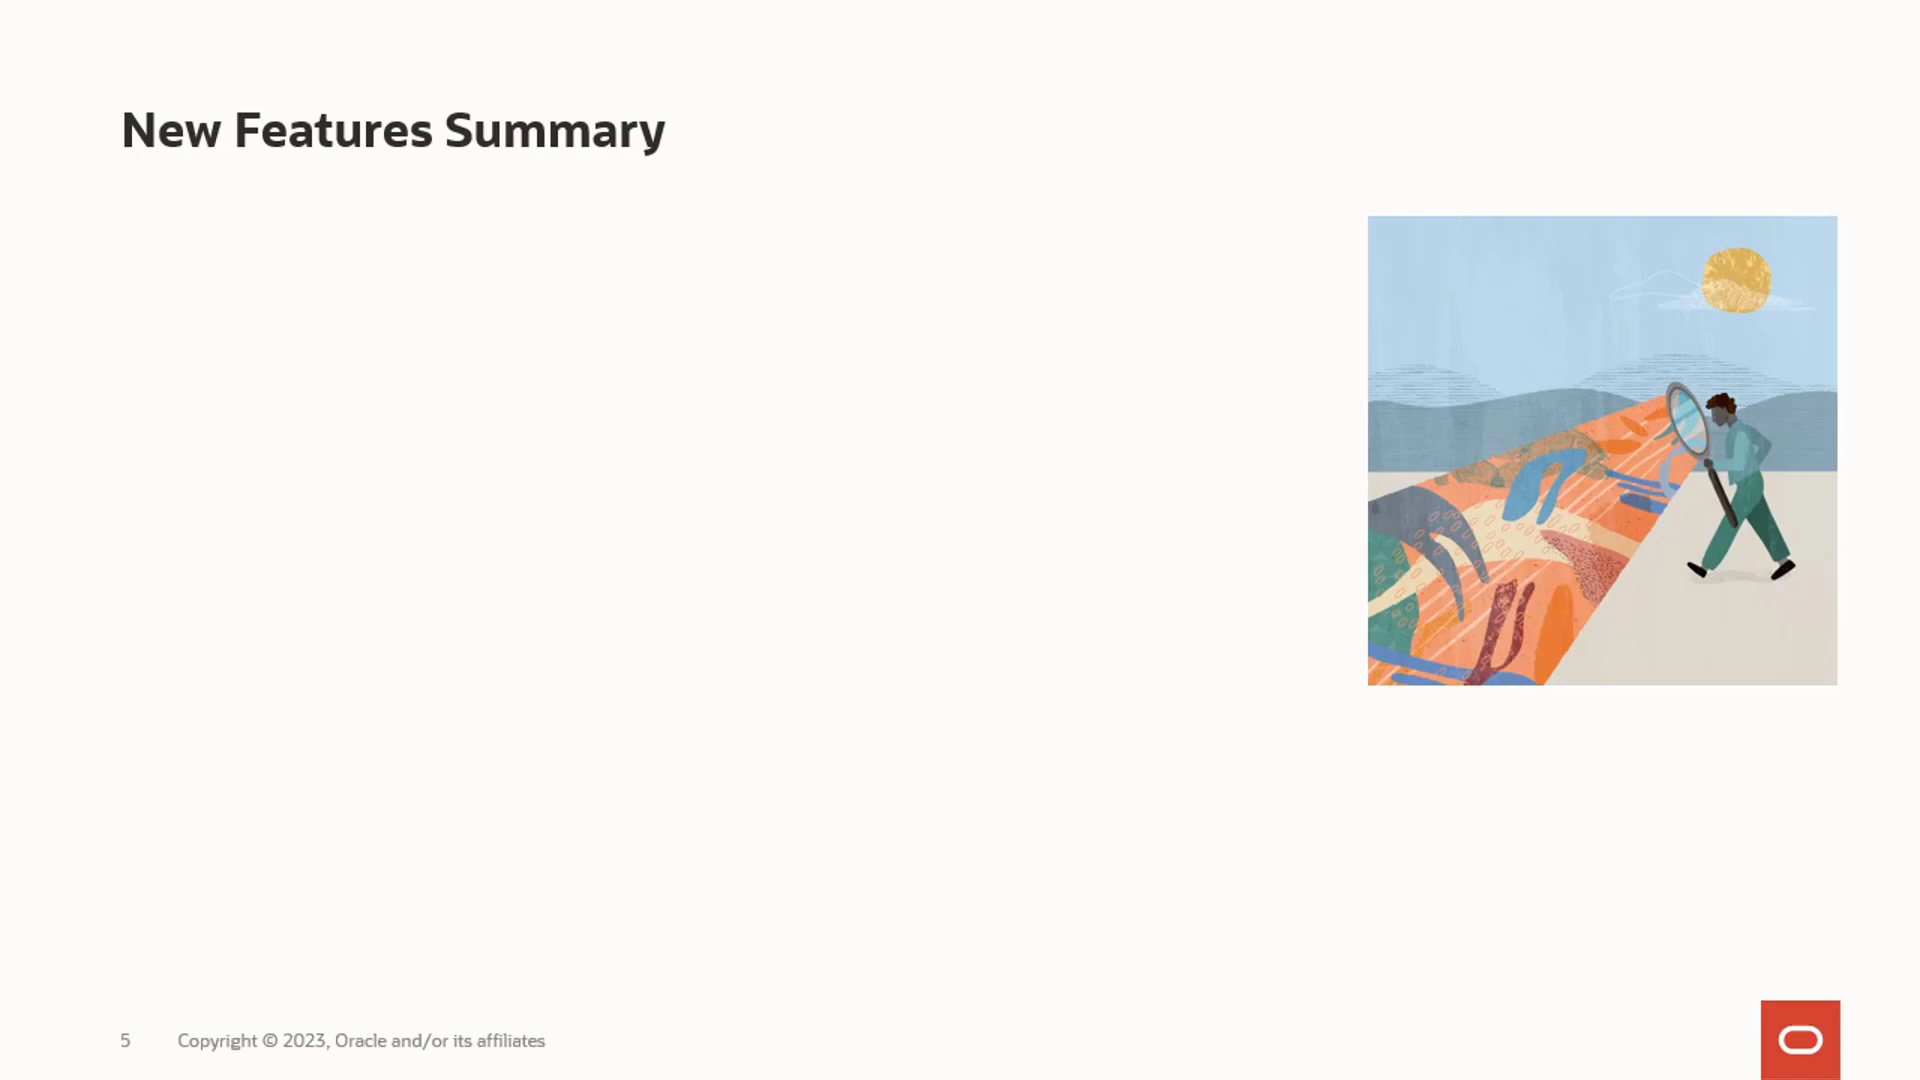 New Features Summary
5 Copyright © 2023, Oracle and/or its affiliates